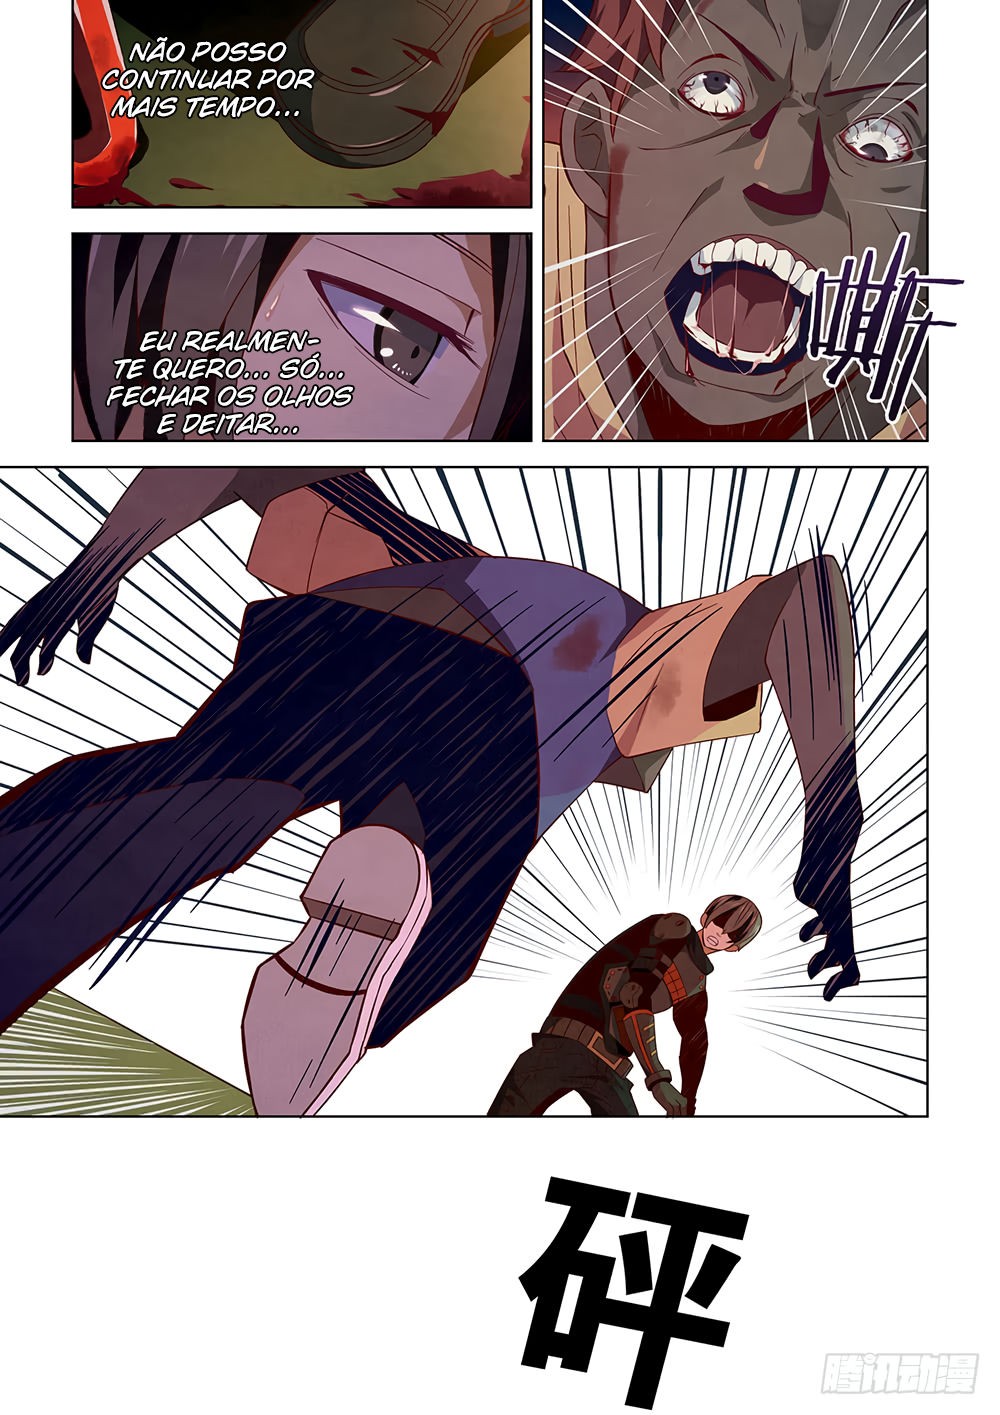 NÃO POSSO
CONTINUAR POR
MAIS TEMPO...
EU REALMEN-
TE QUERO... SÓ...
FECHAR OS OLHOS
E DEITAR...
砰
腾讯动漫